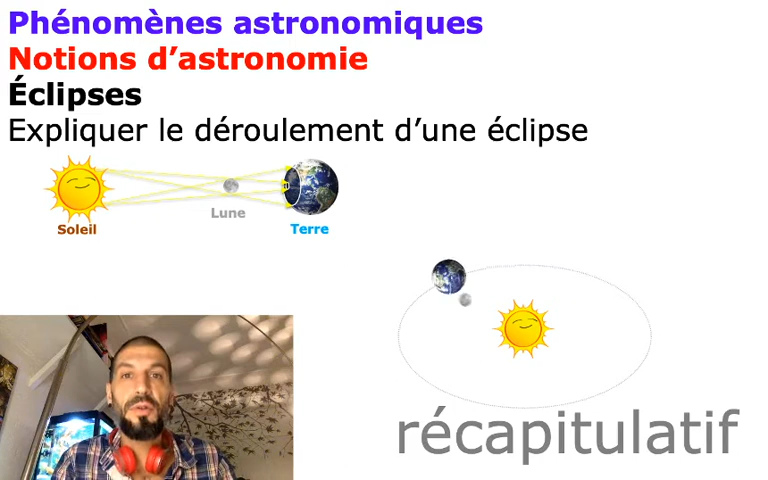 Phénomènes astronomiques
Notions d’astronomie
Éclipses
Expliquer le déroulement d’une éclipse
Lune
Soleil
Terre
récapitulatif